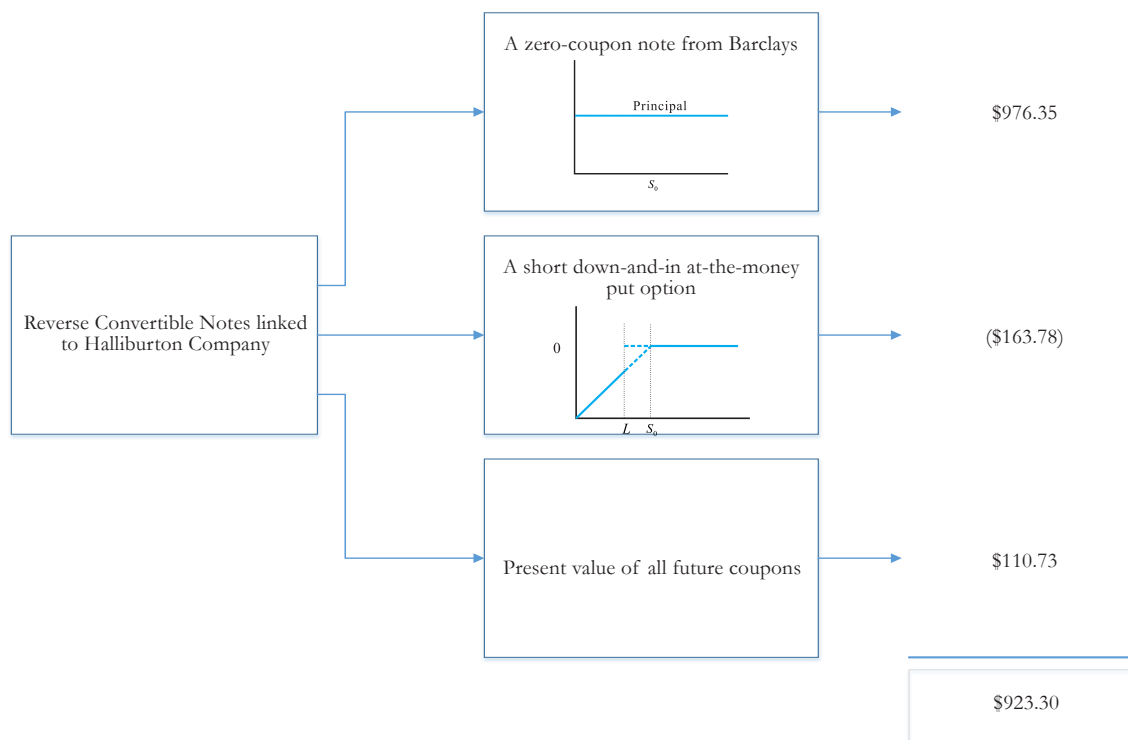 A zero-coupon note from Barclays
Principal
S0
$976.35
Reverse Convertible Notes linked
to Halliburton Company
A short down-and-in at-the-money
put option
0
L S0
($163.78)
Present value of all future coupons
$110.73
$923.30